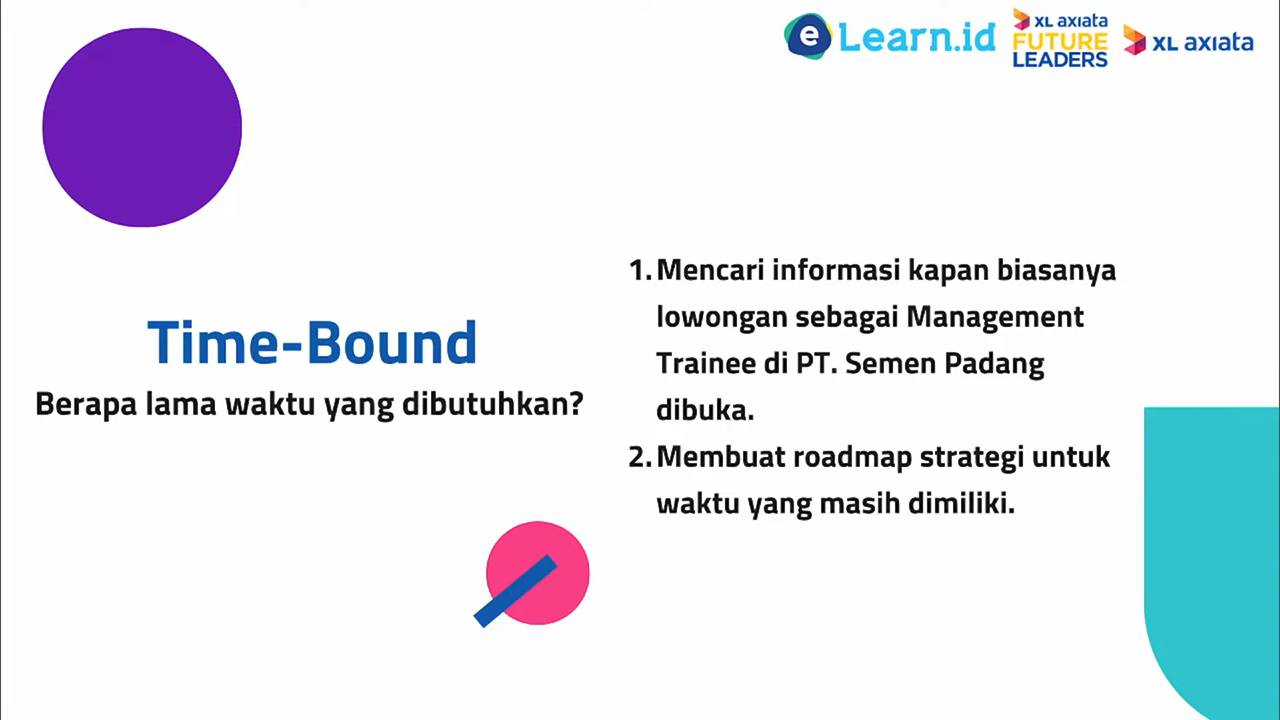 e Learn.id
XL axiata
FUTURE
LEADERS
XL axiata
Time-Bound
Berapa lama waktu yang dibutuhkan?
1. Mencari informasi kapan biasanya
lowongan sebagai Management
Trainee di PT. Semen Padang
dibuka.
2. Membuat roadmap strategi untuk
waktu yang masih dimiliki.